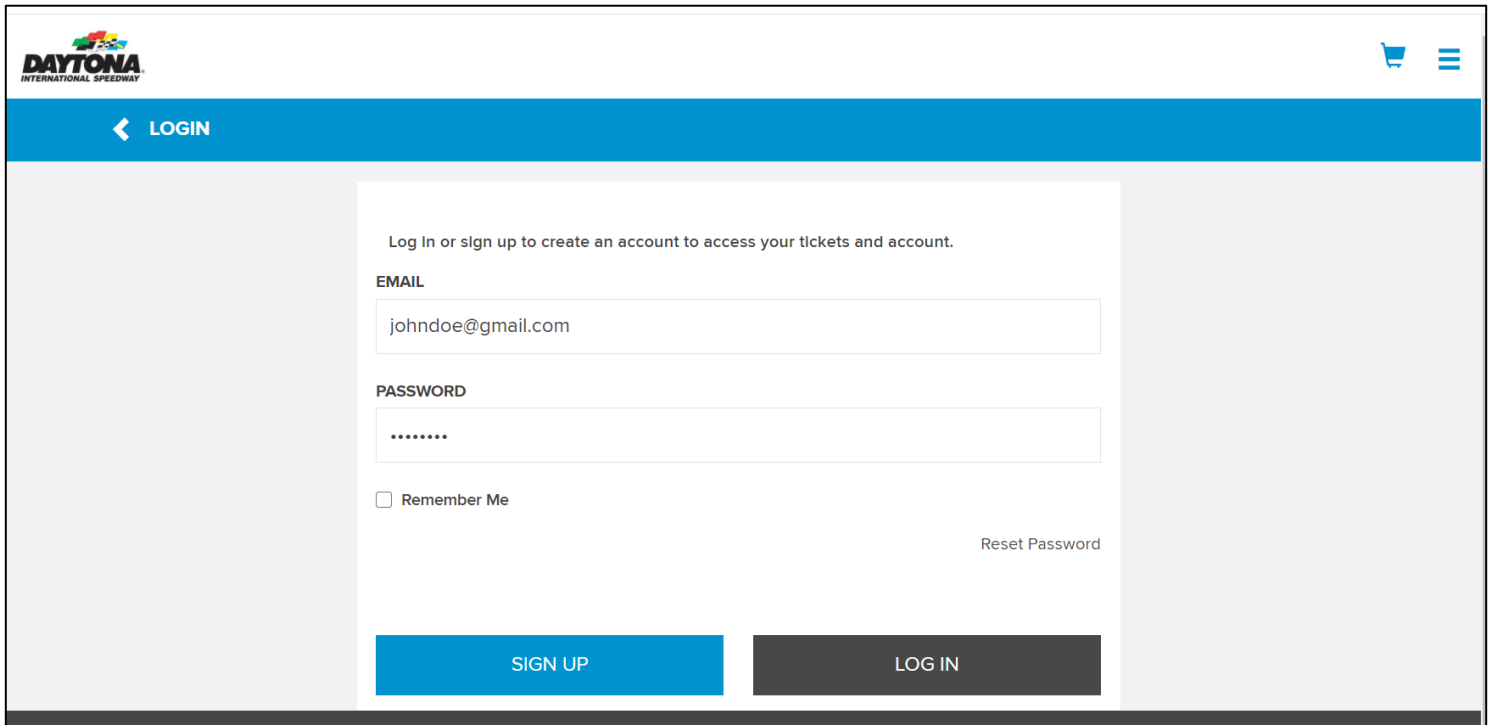 DAYTONA
INTERNATIONAL SPEEDWAY
LOGIN
Log in or sign up to create an account to access your tickets and account.
EMAIL
johndoe@gmail.com
PASSWORD
••••••••
Remember Me
Reset Password
SIGN UP
LOG IN